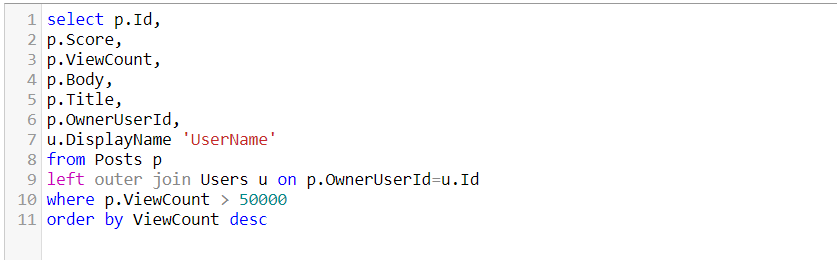 1 select p.Id,
2 p.Score,
3 p.ViewCount,
4 p.Body,
5 p.Title,
6 p.OwnerUserId,
7 u.DisplayName 'UserName'
8 from Posts p
9 left outer join Users u on p.OwnerUserId=u.Id
10 where p.ViewCount > 50000
11 order by ViewCount desc